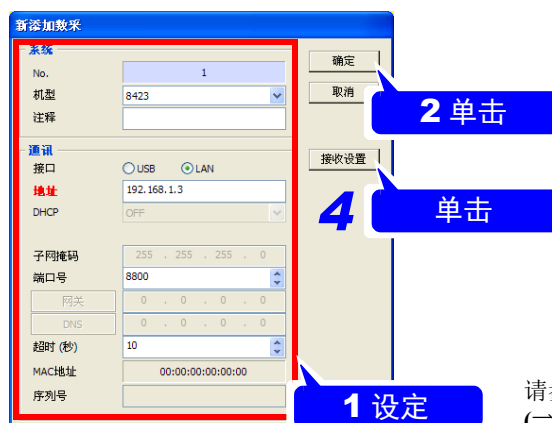 新添加数采
系统
No. 1
机型 8423
注释
确定
取消
2 单击
通讯
接口 USB LAN
地址 192.168.1.3
DHCP OFF
接收设置
4 单击
子网掩码 255 . 255 . 255 . 0
端口号 8800
网关 0 . 0 . 0 . 0
DNS 0 . 0 . 0 . 0
超时 (秒) 10
MAC地址 00:00:00:00:00:00
序列号
1 设定
请
(→